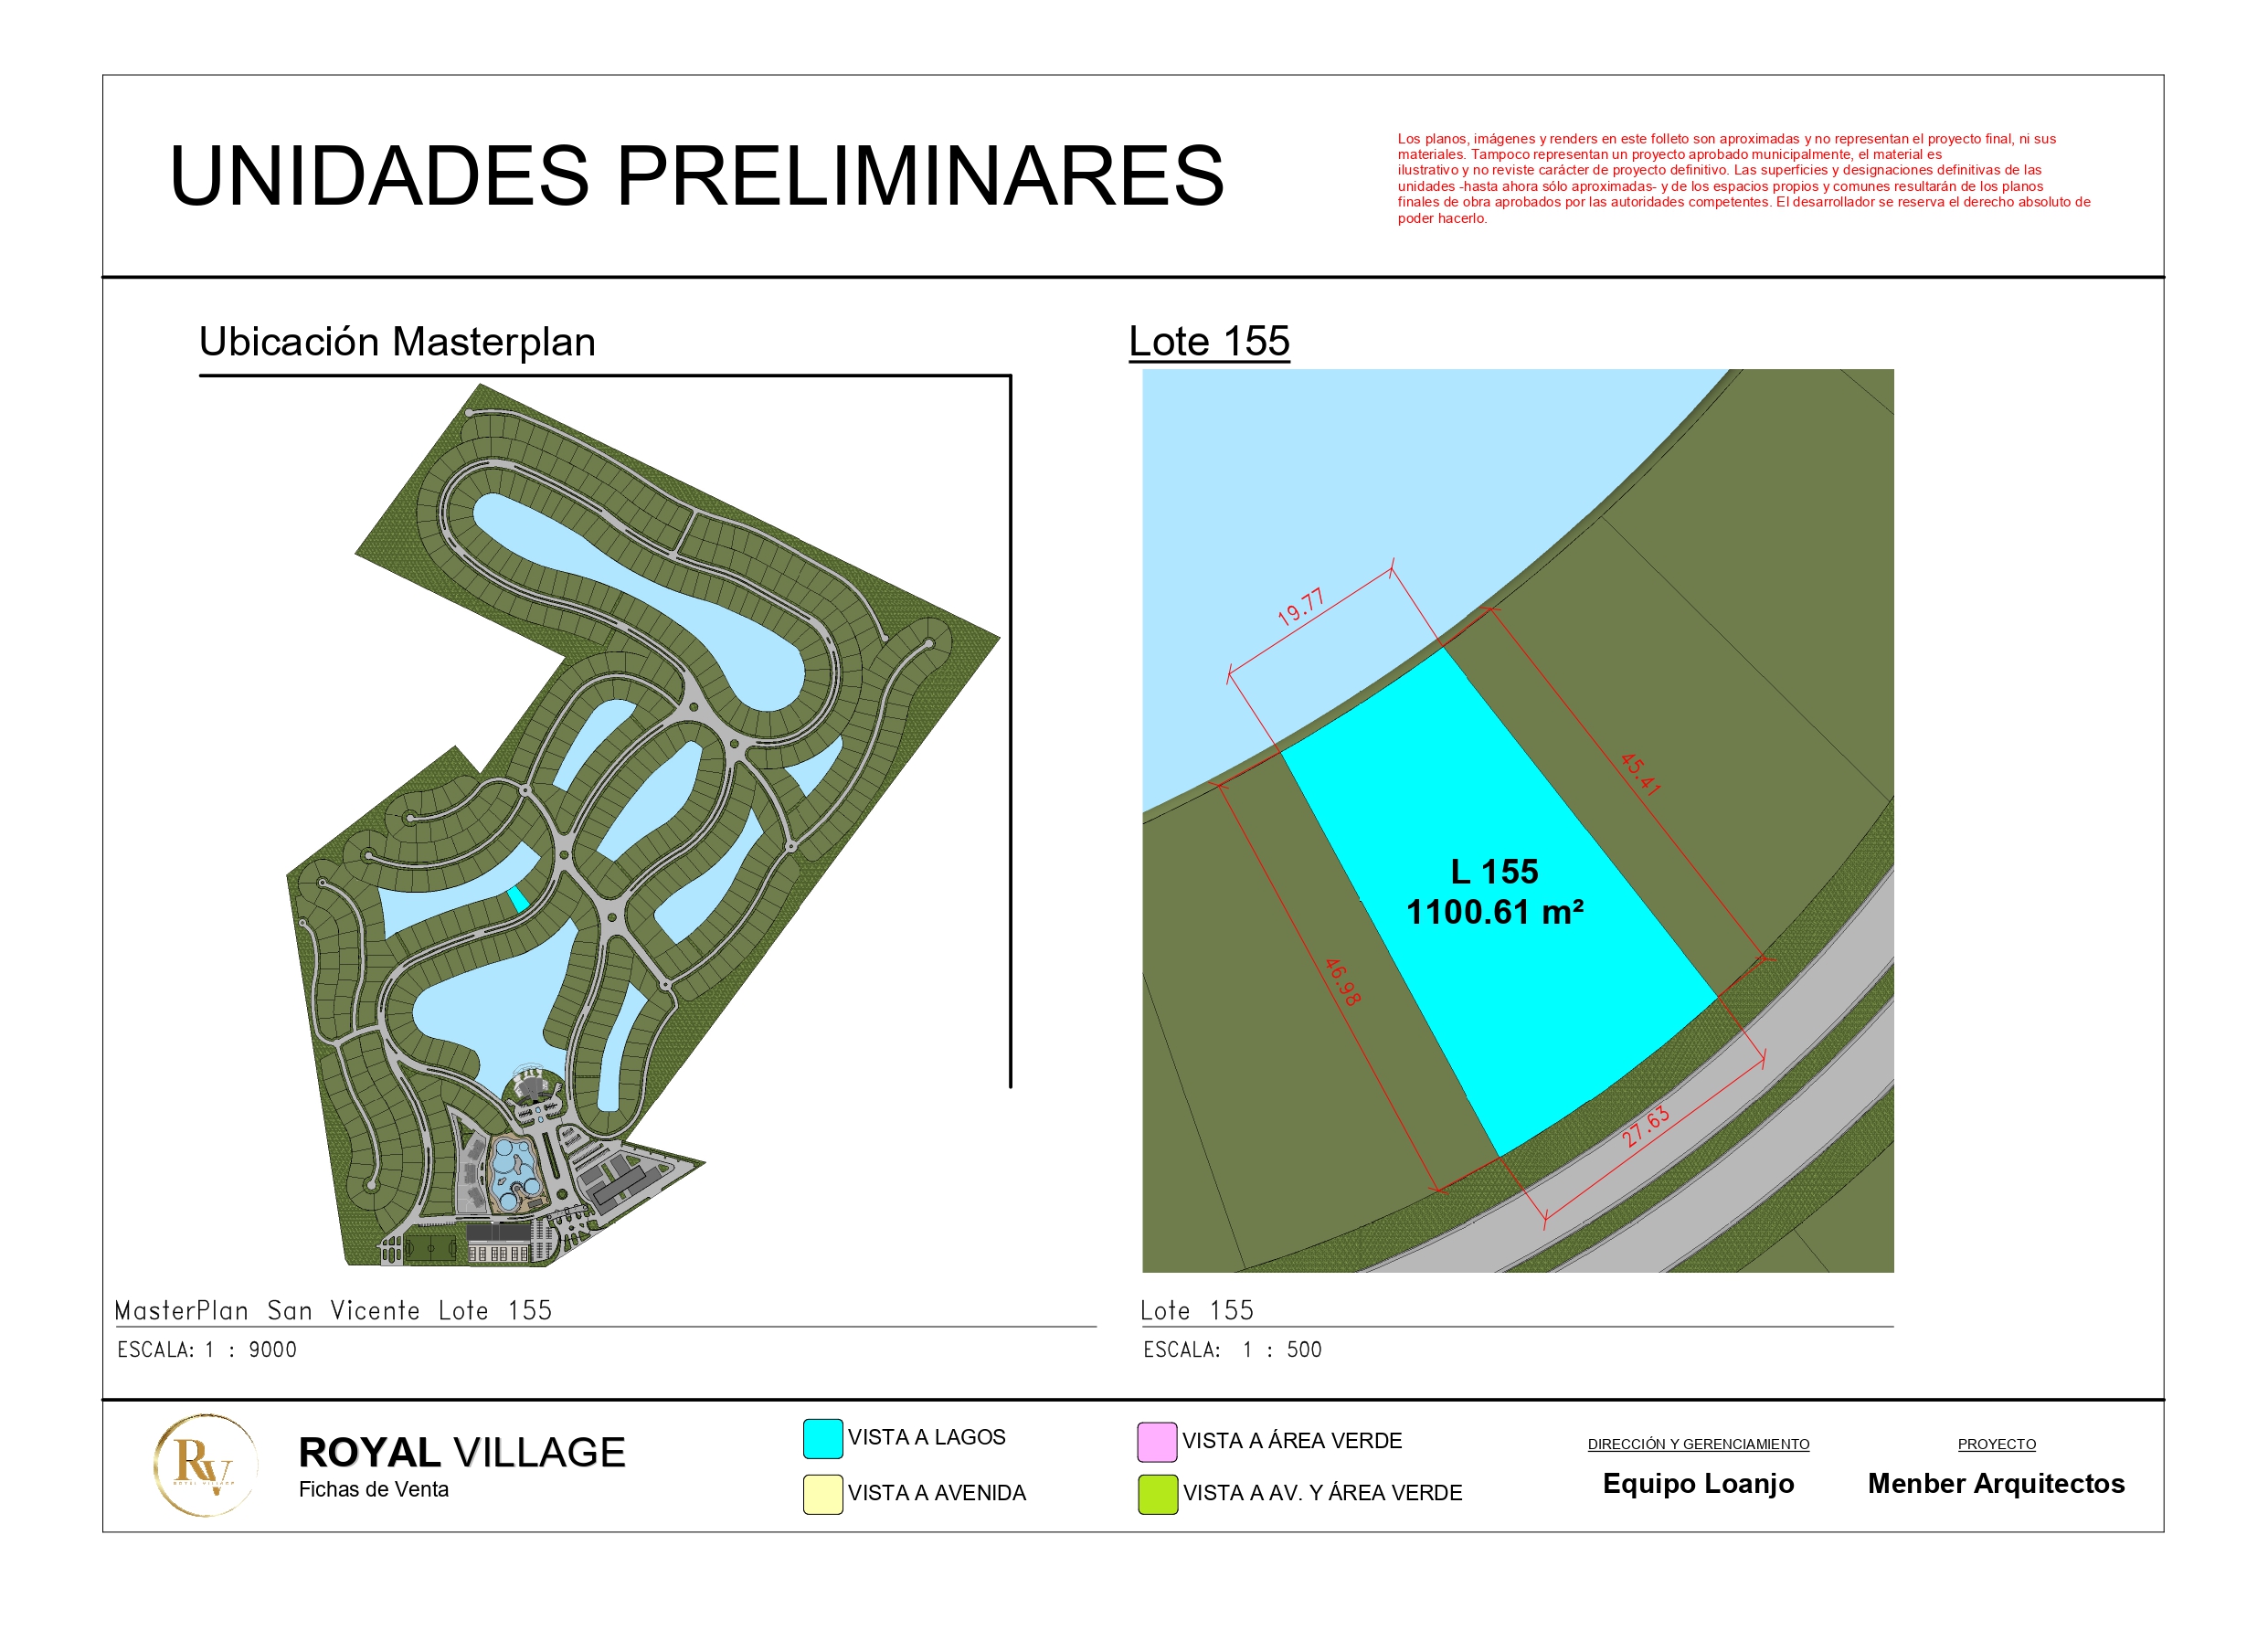 UNIDADES PRELIMINARES
Los planos, imágenes y renders en este folleto son aproximadas y no representan el proyecto final, ni sus
materiales. Tampoco representan un proyecto aprobado municipalmente, el material es
ilustrativo y no reviste carácter de proyecto definitivo. Las superficies y designaciones definitivas de las
unidades -hasta ahora sólo aproximadas- y de los espacios propios y comunes resultarán de los planos
finales de obra aprobados por las autoridades competentes. El desarrollador se reserva el derecho absoluto de
poder hacerlo.
Ubicación Masterplan
Lote 155
19.77
45.41
L 155
1100.61 m²
46.98
27.63
MasterPlan San Vicente Lote 155
ESCALA: 1 : 9000
Lote 155
ESCALA: 1 : 500
RV
ROYAL VILLAGE
ROYAL VILLAGE
Fichas de Venta
VISTA A LAGOS
VISTA A AVENIDA
VISTA A ÁREA VERDE
VISTA A AV. Y ÁREA VERDE
DIRECCIÓN Y GERENCIAMIENTO
Equipo Loanjo
PROYECTO
Menber Arquitectos